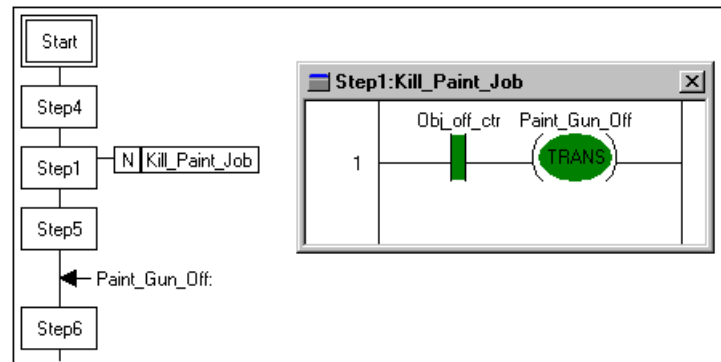 Start
Step4
Step1
N Kill_Paint_Job
Step5
Paint_Gun_Off:
Step6
Step1:Kill_Paint_Job
Obj_off_ctr Paint_Gun_Off
1 TRANS